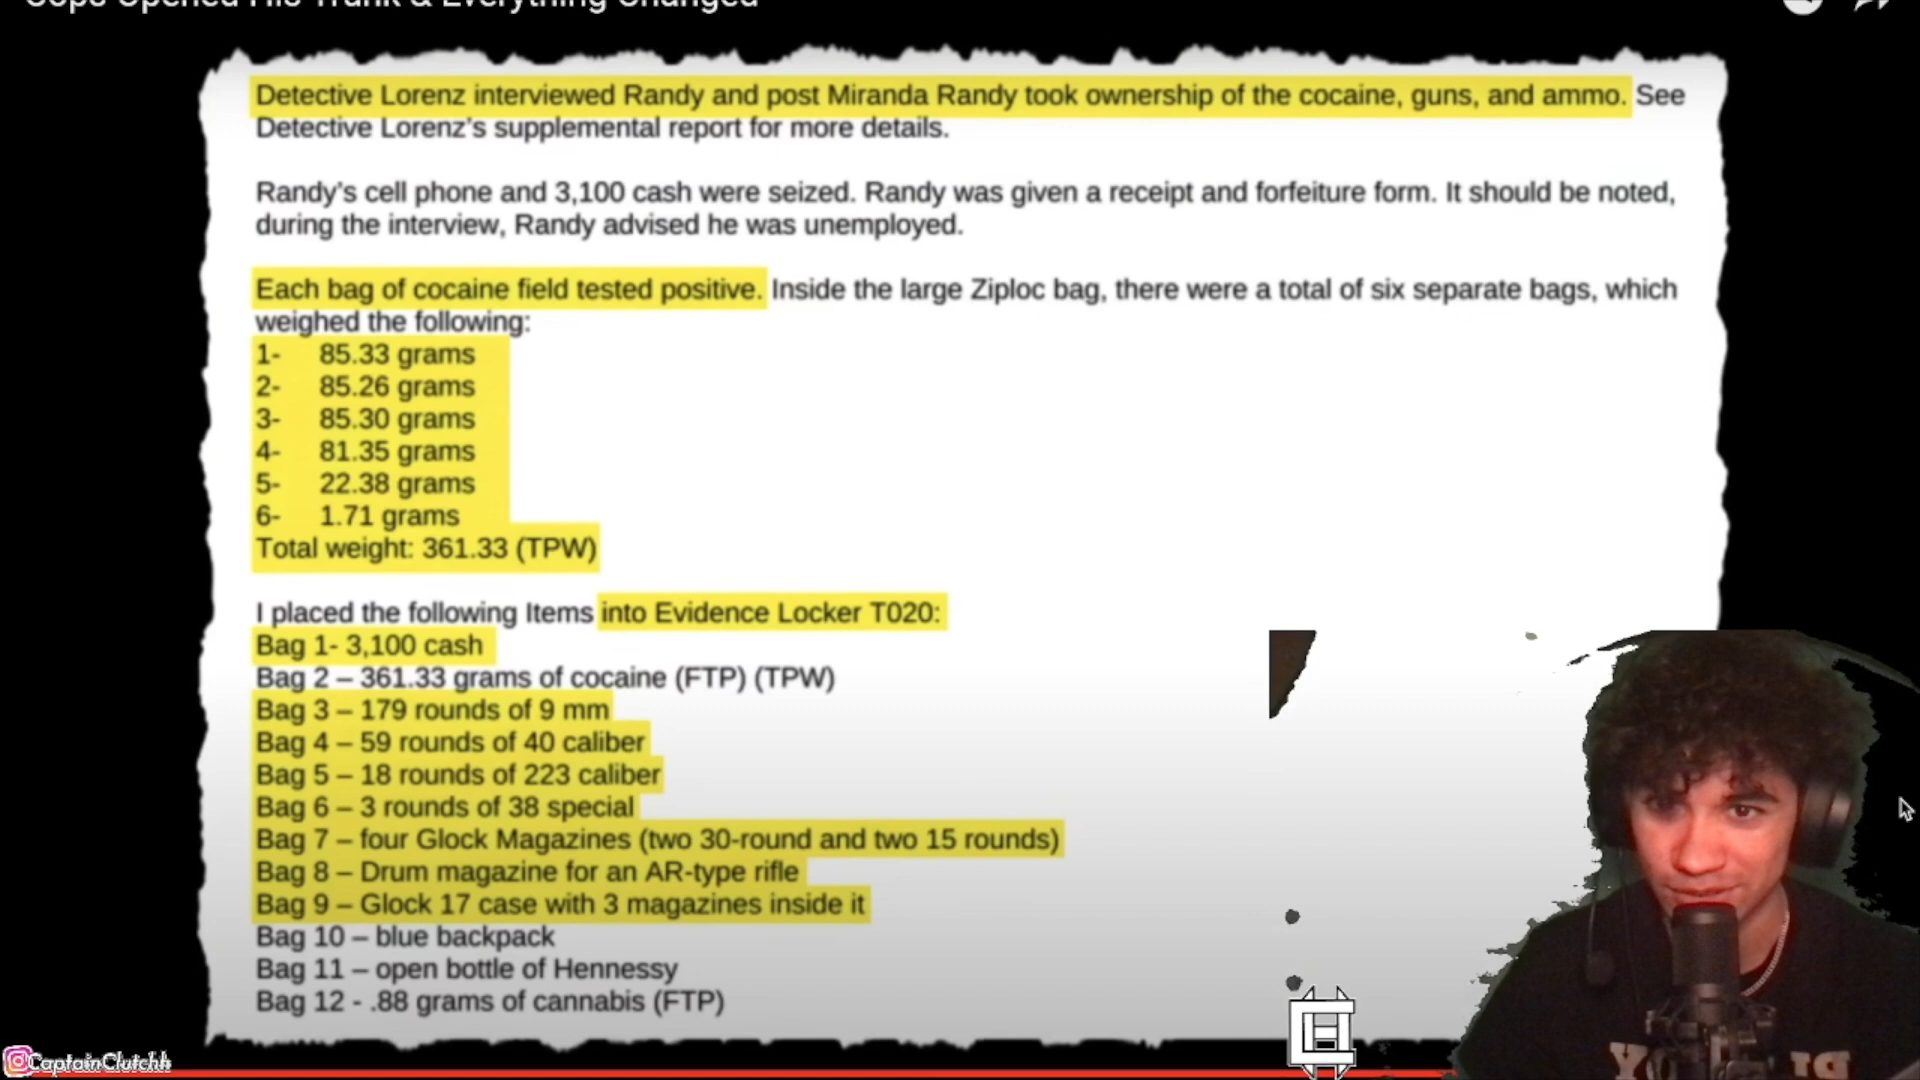 Cops Opened His Trunk & Everything Changed
Detective Lorenz interviewed Randy and post Miranda Randy took ownership of the cocaine, guns, and ammo. See
Detective Lorenz's supplemental report for more details.
Randy's cell phone and 3,100 cash were seized. Randy was given a receipt and forfeiture form. It should be noted,
during the interview, Randy advised he was unemployed.
Each bag of cocaine field tested positive. Inside the large Ziploc bag, there were a total of six separate bags, which
weighed the following:
1- 85.33 grams
2- 85.26 grams
3- 85.30 grams
4- 81.35 grams
5- 22.38 grams
6- 1.71 grams
Total weight: 361.33 (TPW)
I placed the following Items into Evidence Locker T020:
Bag 1- 3,100 cash
Bag 2 – 361.33 grams of cocaine (FTP) (TPW)
Bag 3 – 179 rounds of 9 mm
Bag 4 – 59 rounds of 40 caliber
Bag 5 – 18 rounds of 223 caliber
Bag 6 – 3 rounds of 38 special
Bag 7 – four Glock Magazines (two 30-round and two 15 rounds)
Bag 8 – Drum magazine for an AR-type rifle
Bag 9 – Glock 17 case with 3 magazines inside it
Bag 10 – blue backpack
Bag 11 – open bottle of Hennessy
Bag 12 - .88 grams of cannabis (FTP)
CaptainClutchh